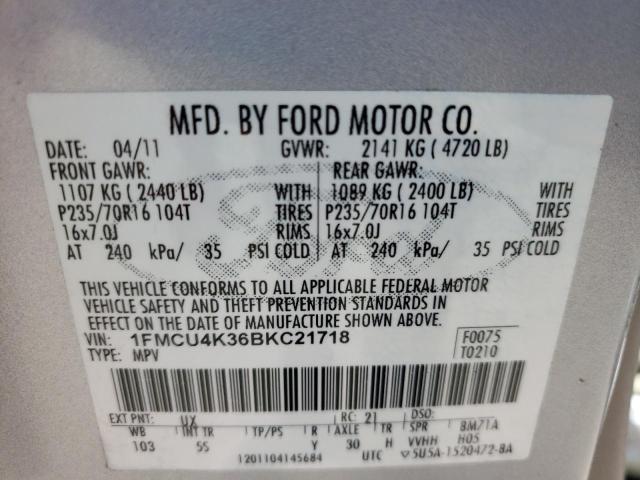 MFD. BY FORD MOTOR CO.
DATE: 04/11 GVWR: 2141 KG ( 4720 LB)
FRONT GAWR: REAR GAWR:
1107 KG ( 2440 LB) WITH 1089 KG ( 2400 LB) WITH
P235/70R16 104T TIRES P235/70R16 104T TIRES
16x7.0J RIMS 16x7.0J RIMS
AT 240 kPa/ 35 PSI COLD AT 240 kPa/ 35 PSI COLD
THIS VEHICLE CONFORMS TO ALL APPLICABLE FEDERAL MOTOR
VEHICLE SAFETY AND THEFT PREVENTION STANDARDS IN
EFFECT ON THE DATE OF MANUFACTURE SHOWN ABOVE.
VIN: 1FMCU4K36BKC21718 F0075
TYPE: MPV T0210
EXT PNT: UX RC: 21 DSO:
WB INT TR TP/PS R AXLE TR SPR BM71A
103 5S Y 30 H VVHH H05
1201104145684 UTC ▽5U5A-1520472-BA